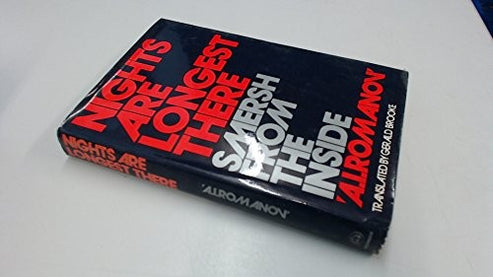 NIGHTS
ARE
LONGEST
THERE
SMERSH
FROM
THE
INSIDE
'A.I.ROMANOV'
TRANSLATED BY GERALD BROOKE
NIGHTS ARE
LONGEST THERE
'A.I.ROMANOV'